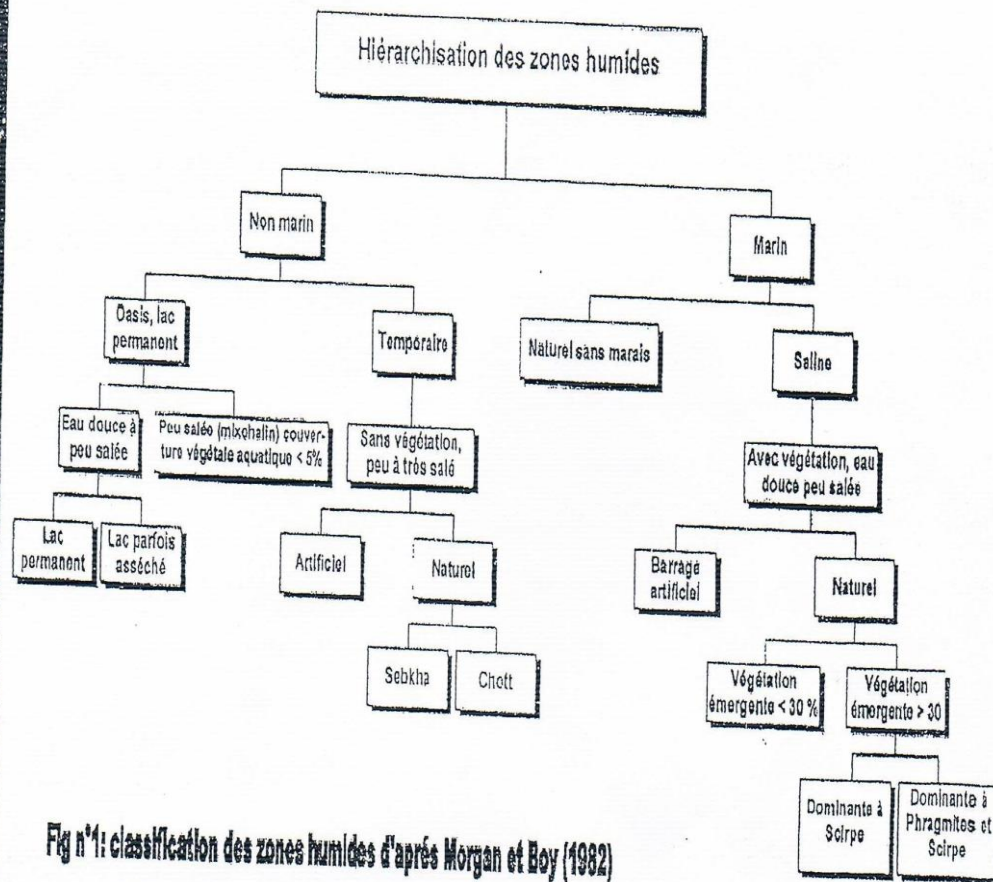 Hiérarchisation des zones humides
Non marin
Marin
Oasis, lac
permanent
Temporaire
Naturel sans marais
Saline
Eau douce à
peu salée
Peu salée (mixohalin) couver-
ture végétale aquatique < 5%
Sans végétation,
peu à très salé
Avec végétation, eau
douce peu salée
Lac
permanent
Lac parfois
asséché
Artificiel
Naturel
Barrage
artificiel
Naturel
Sebkha
Chott
Végétation
émergente < 30 %
Végétation
émergente > 30
Dominante à
Scirpe
Dominante à
Phragmites et
Scirpe
Fig n°1: classification des zones humides d'aprés Morgan et Boy (1982)